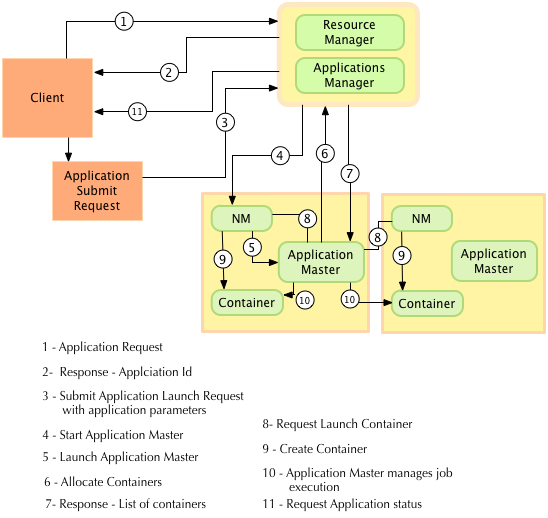 1
Resource
Manager
2
Applications
Manager
Client
11
3
4
6
7
Application
Submit
Request
NM
8
NM
8
9
5
Application
Master
9
Application
Master
Container
10
10
Container
1 - Application Request
2- Response - Applciation Id
3 - Submit Application Launch Request
with application parameters
4 - Start Application Master
5 - Launch Application Master
6 - Allocate Containers
7- Response - List of containers
8- Request Launch Container
9 - Create Container
10 - Application Master manages job
execution
11 - Request Application status